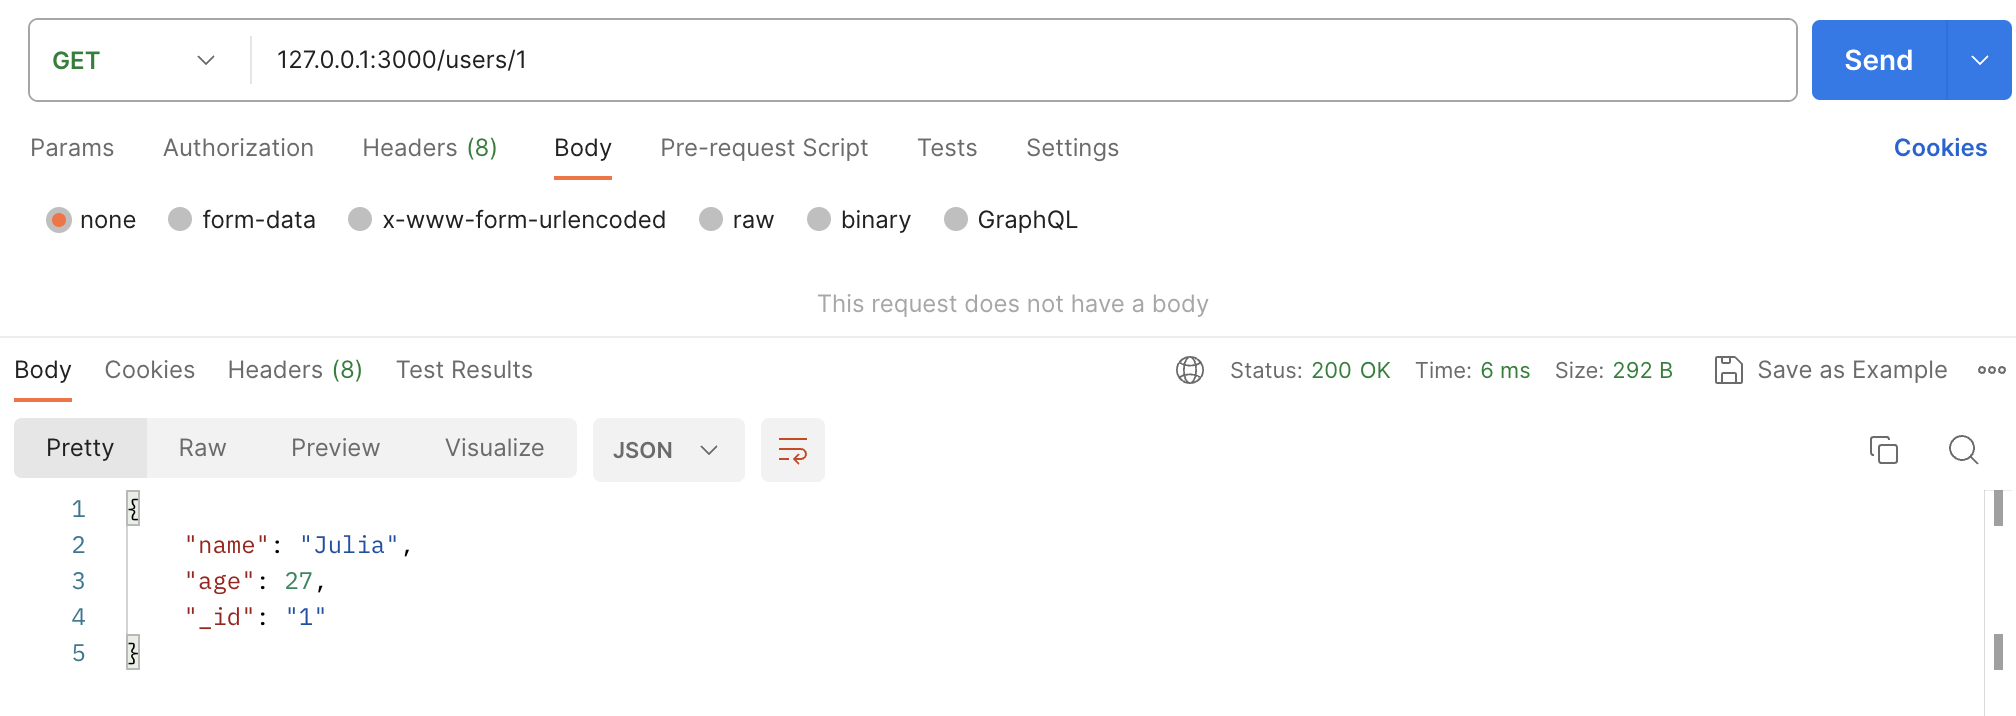 GET 127.0.0.1:3000/users/1 Send
Params Authorization Headers (8) Body Pre-request Script Tests Settings Cookies
none form-data x-www-form-urlencoded raw binary GraphQL
This request does not have a body
Body Cookies Headers (8) Test Results Status: 200 OK Time: 6 ms Size: 292 B Save as Example
Pretty Raw Preview Visualize JSON
1 {
2 "name": "Julia",
3 "age": 27,
4 "_id": "1"
5 }